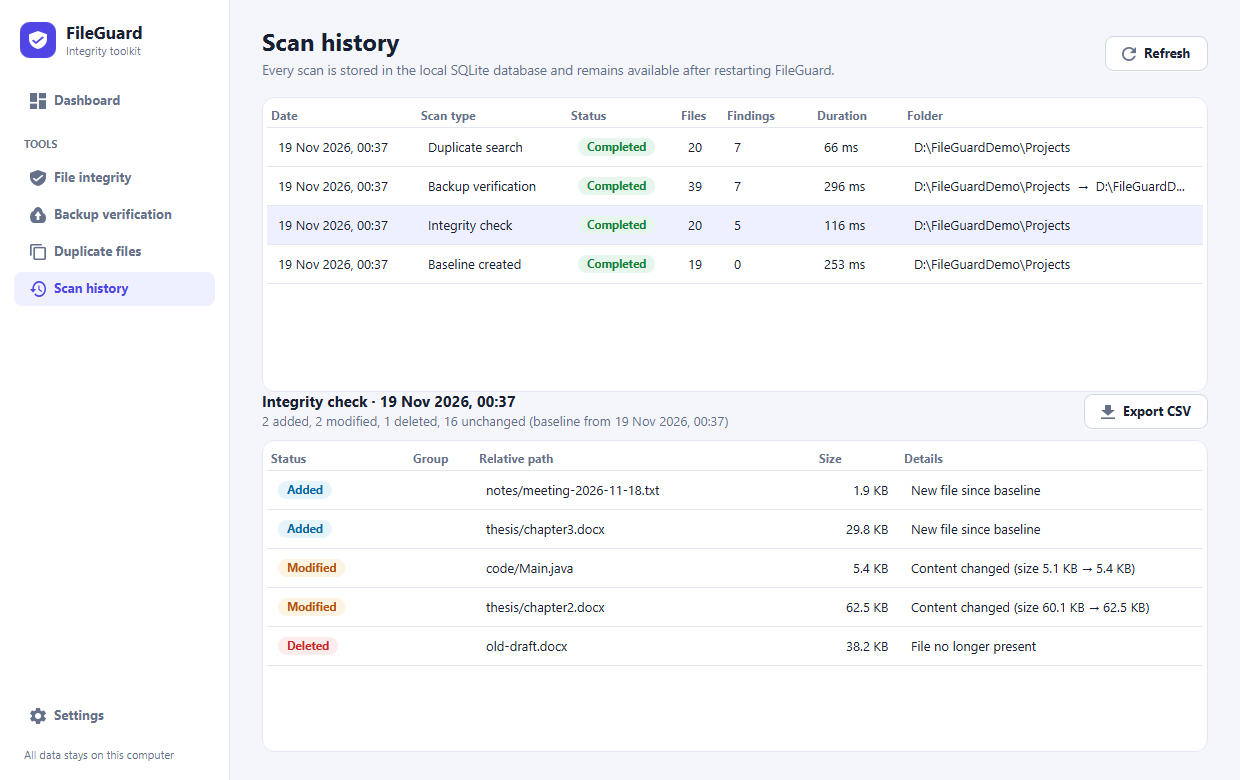 FileGuard
Integrity toolkit
Dashboard
TOOLS
File integrity
Backup verification
Duplicate files
Scan history
Settings
All data stays on this computer
Scan history
Every scan is stored in the local SQLite database and remains available after restarting FileGuard.
Refresh
Date Scan type Status Files Findings Duration Folder
19 Nov 2026, 00:37 Duplicate search Completed 20 7 66 ms D:\FileGuardDemo\Projects
19 Nov 2026, 00:37 Backup verification Completed 39 7 296 ms D:\FileGuardDemo\Projects → D:\FileGuardD...
19 Nov 2026, 00:37 Integrity check Completed 20 5 116 ms D:\FileGuardDemo\Projects
19 Nov 2026, 00:37 Baseline created Completed 19 0 253 ms D:\FileGuardDemo\Projects
Integrity check · 19 Nov 2026, 00:37
2 added, 2 modified, 1 deleted, 16 unchanged (baseline from 19 Nov 2026, 00:37)
Export CSV
Status Group Relative path Size Details
Added notes/meeting-2026-11-18.txt 1.9 KB New file since baseline
Added thesis/chapter3.docx 29.8 KB New file since baseline
Modified code/Main.java 5.4 KB Content changed (size 5.1 KB → 5.4 KB)
Modified thesis/chapter2.docx 62.5 KB Content changed (size 60.1 KB → 62.5 KB)
Deleted old-draft.docx 38.2 KB File no longer present